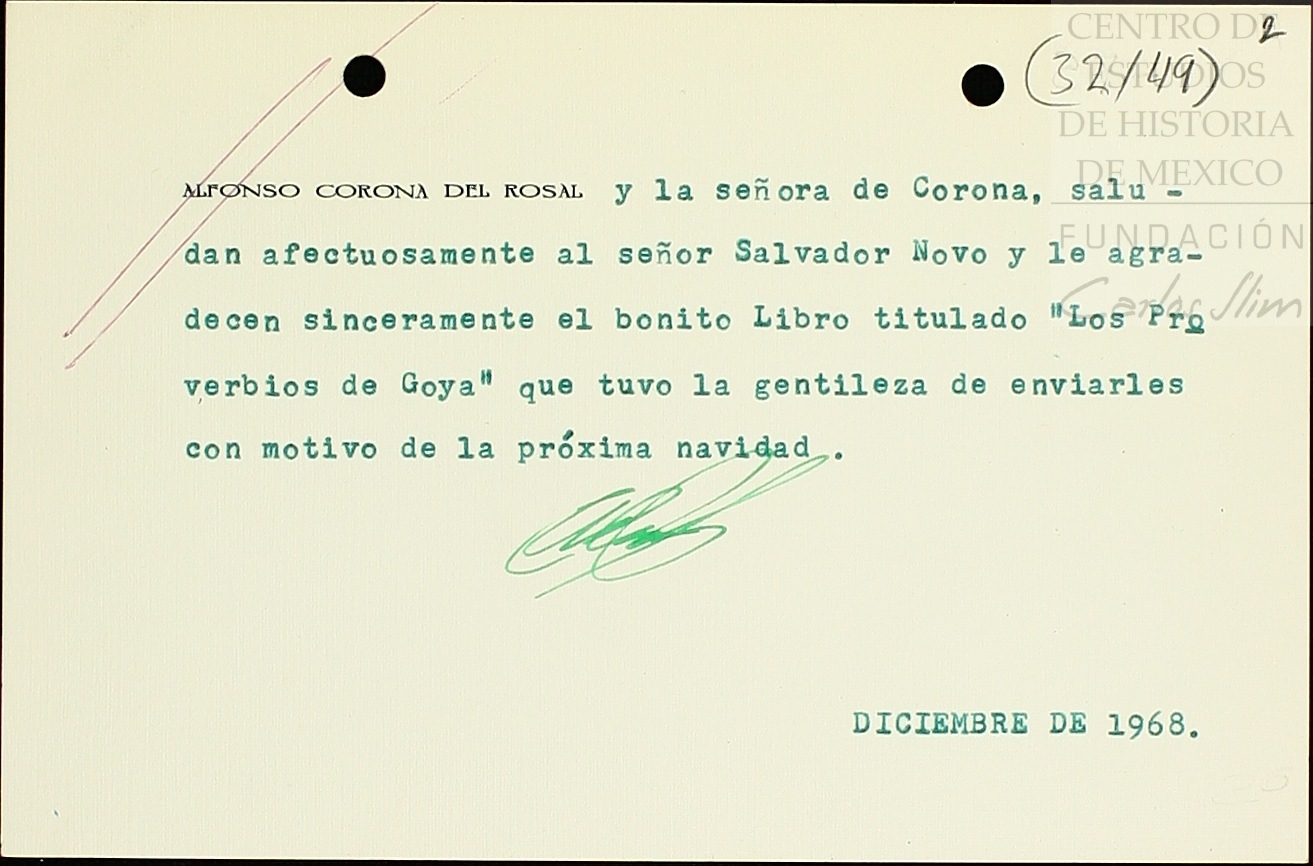 CENTRO DE
ESTUDIOS
DE HISTORIA
DE MEXICO
FUNDACIÓN
Carlos Slim
2
(32/49)
ALFONSO CORONA DEL ROSAL y la señora de Corona, salu -
dan afectuosamente al señor Salvador Novo y le agra-
decen sinceramente el bonito Libro titulado "Los Pro
verbios de Goya" que tuvo la gentileza de enviarles
con motivo de la próxima navidad .
DICIEMBRE DE 1968.